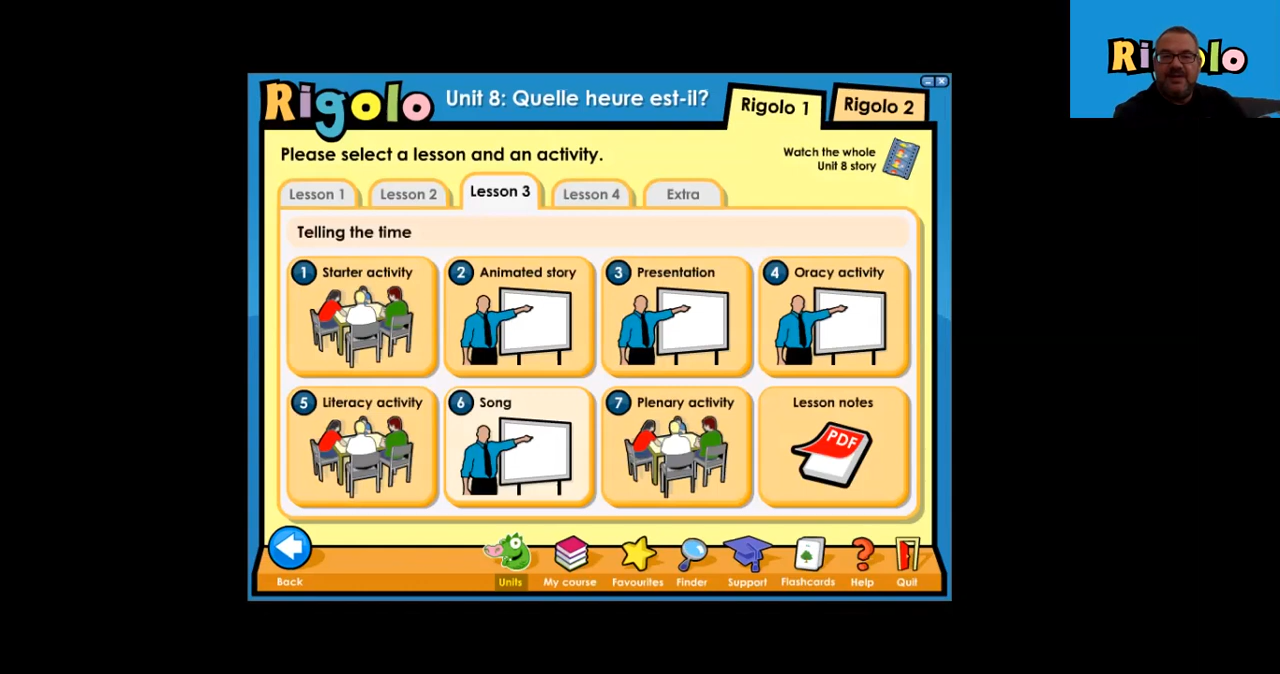 Rigolo
Unit 8: Quelle heure est-il?
Rigolo 1
Rigolo 2
Please select a lesson and an activity.
Watch the whole
Unit 8 story
Lesson 1
Lesson 2
Lesson 3
Lesson 4
Extra
Telling the time
1 Starter activity
2 Animated story
3 Presentation
4 Oracy activity
5 Literacy activity
6 Song
7 Plenary activity
Lesson notes
PDF
Back
Units
My course
Favourites
Finder
Support
Flashcards
Help
Quit